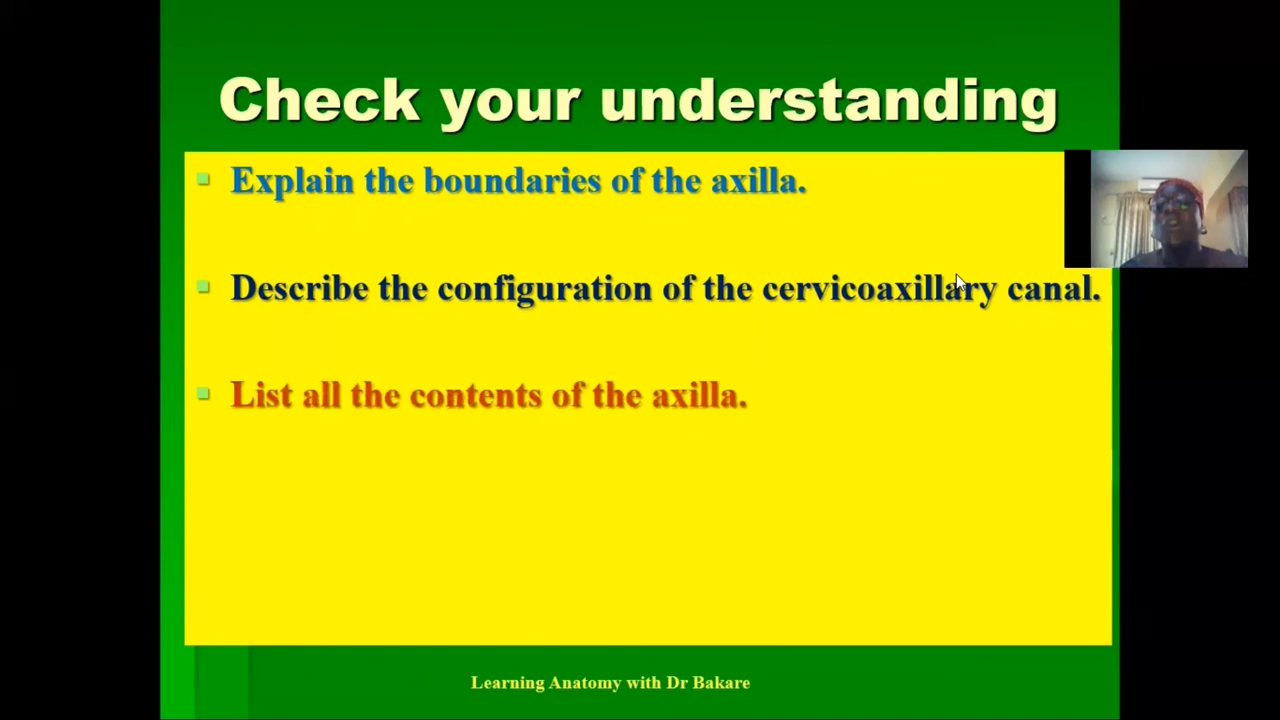 Check your understanding
Explain the boundaries of the axilla.
Describe the configuration of the cervicoaxillary canal.
List all the contents of the axilla.
Learning Anatomy with Dr Bakare